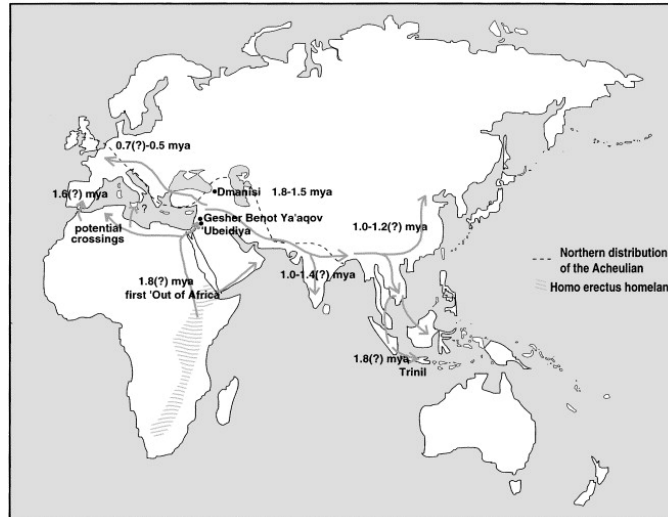 0.7(?)-0.5 mya
Dmanisi
1.8-1.5 mya
1.6(?) mya
Gesher Benot Ya'aqov
'Ubeidiya
?
potential
crossings
1.0-1.2(?) mya
1.8(?) mya
first 'Out of Africa'
1.0-1.4(?) mya
Northern distribution
of the Acheulian
Homo erectus homelan
1.8(?) mya
Trinil